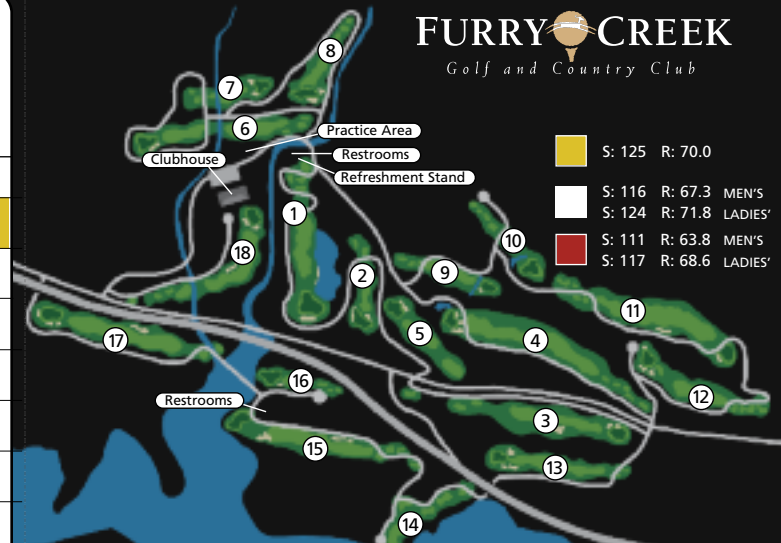 FURRY CREEK
Golf and Country Club
8
7
6
Practice Area
Restrooms
Clubhouse
Refreshment Stand
S: 125 R: 70.0
S: 116 R: 67.3 MEN'S
S: 124 R: 71.8 LADIES'
S: 111 R: 63.8 MEN'S
S: 117 R: 68.6 LADIES'
1
10
18
2
9
11
5
4
17
16
12
Restrooms
3
15
13
14